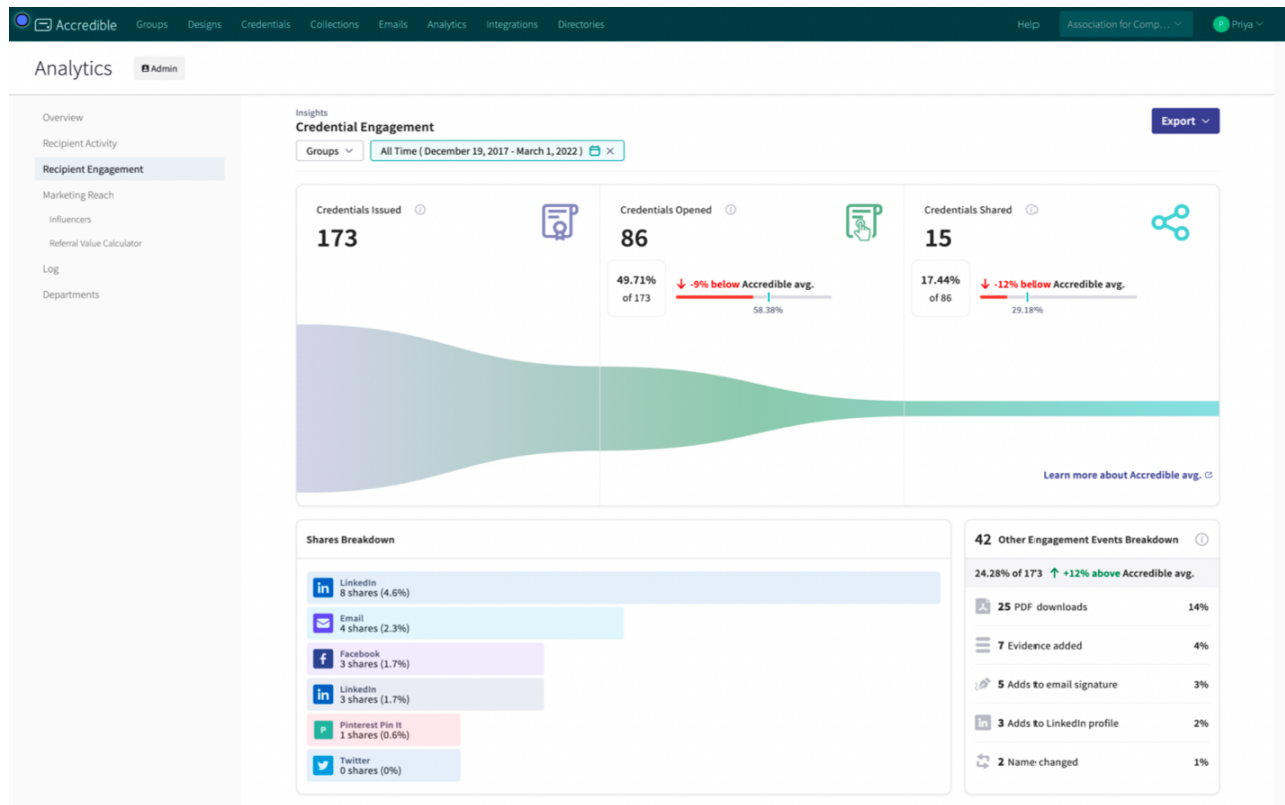 Accredible Groups Designs Credentials Collections Emails Analytics Integrations Directories Help Association for Comp... P Priya
Analytics Admin
Overview
Recipient Activity
Recipient Engagement
Marketing Reach
Influencers
Referral Value Calculator
Log
Departments
Insights
Credential Engagement
Export
Groups All Time ( December 19, 2017 - March 1, 2022 ) ×
Credentials Issued
173
Credentials Opened
86
49.71%
of 173
-9% below Accredible avg.
58.38%
Credentials Shared
15
17.44%
of 86
-12% below Accredible avg.
29.18%
Learn more about Accredible avg.
Shares Breakdown
LinkedIn
8 shares (4.6%)
Email
4 shares (2.3%)
Facebook
3 shares (1.7%)
LinkedIn
3 shares (1.7%)
Pinterest Pin It
1 shares (0.6%)
Twitter
0 shares (0%)
42 Other Engagement Events Breakdown
24.28% of 173 +12% above Accredible avg.
25 PDF downloads 14%
7 Evidence added 4%
5 Adds to email signature 3%
3 Adds to LinkedIn profile 2%
2 Name changed 1%